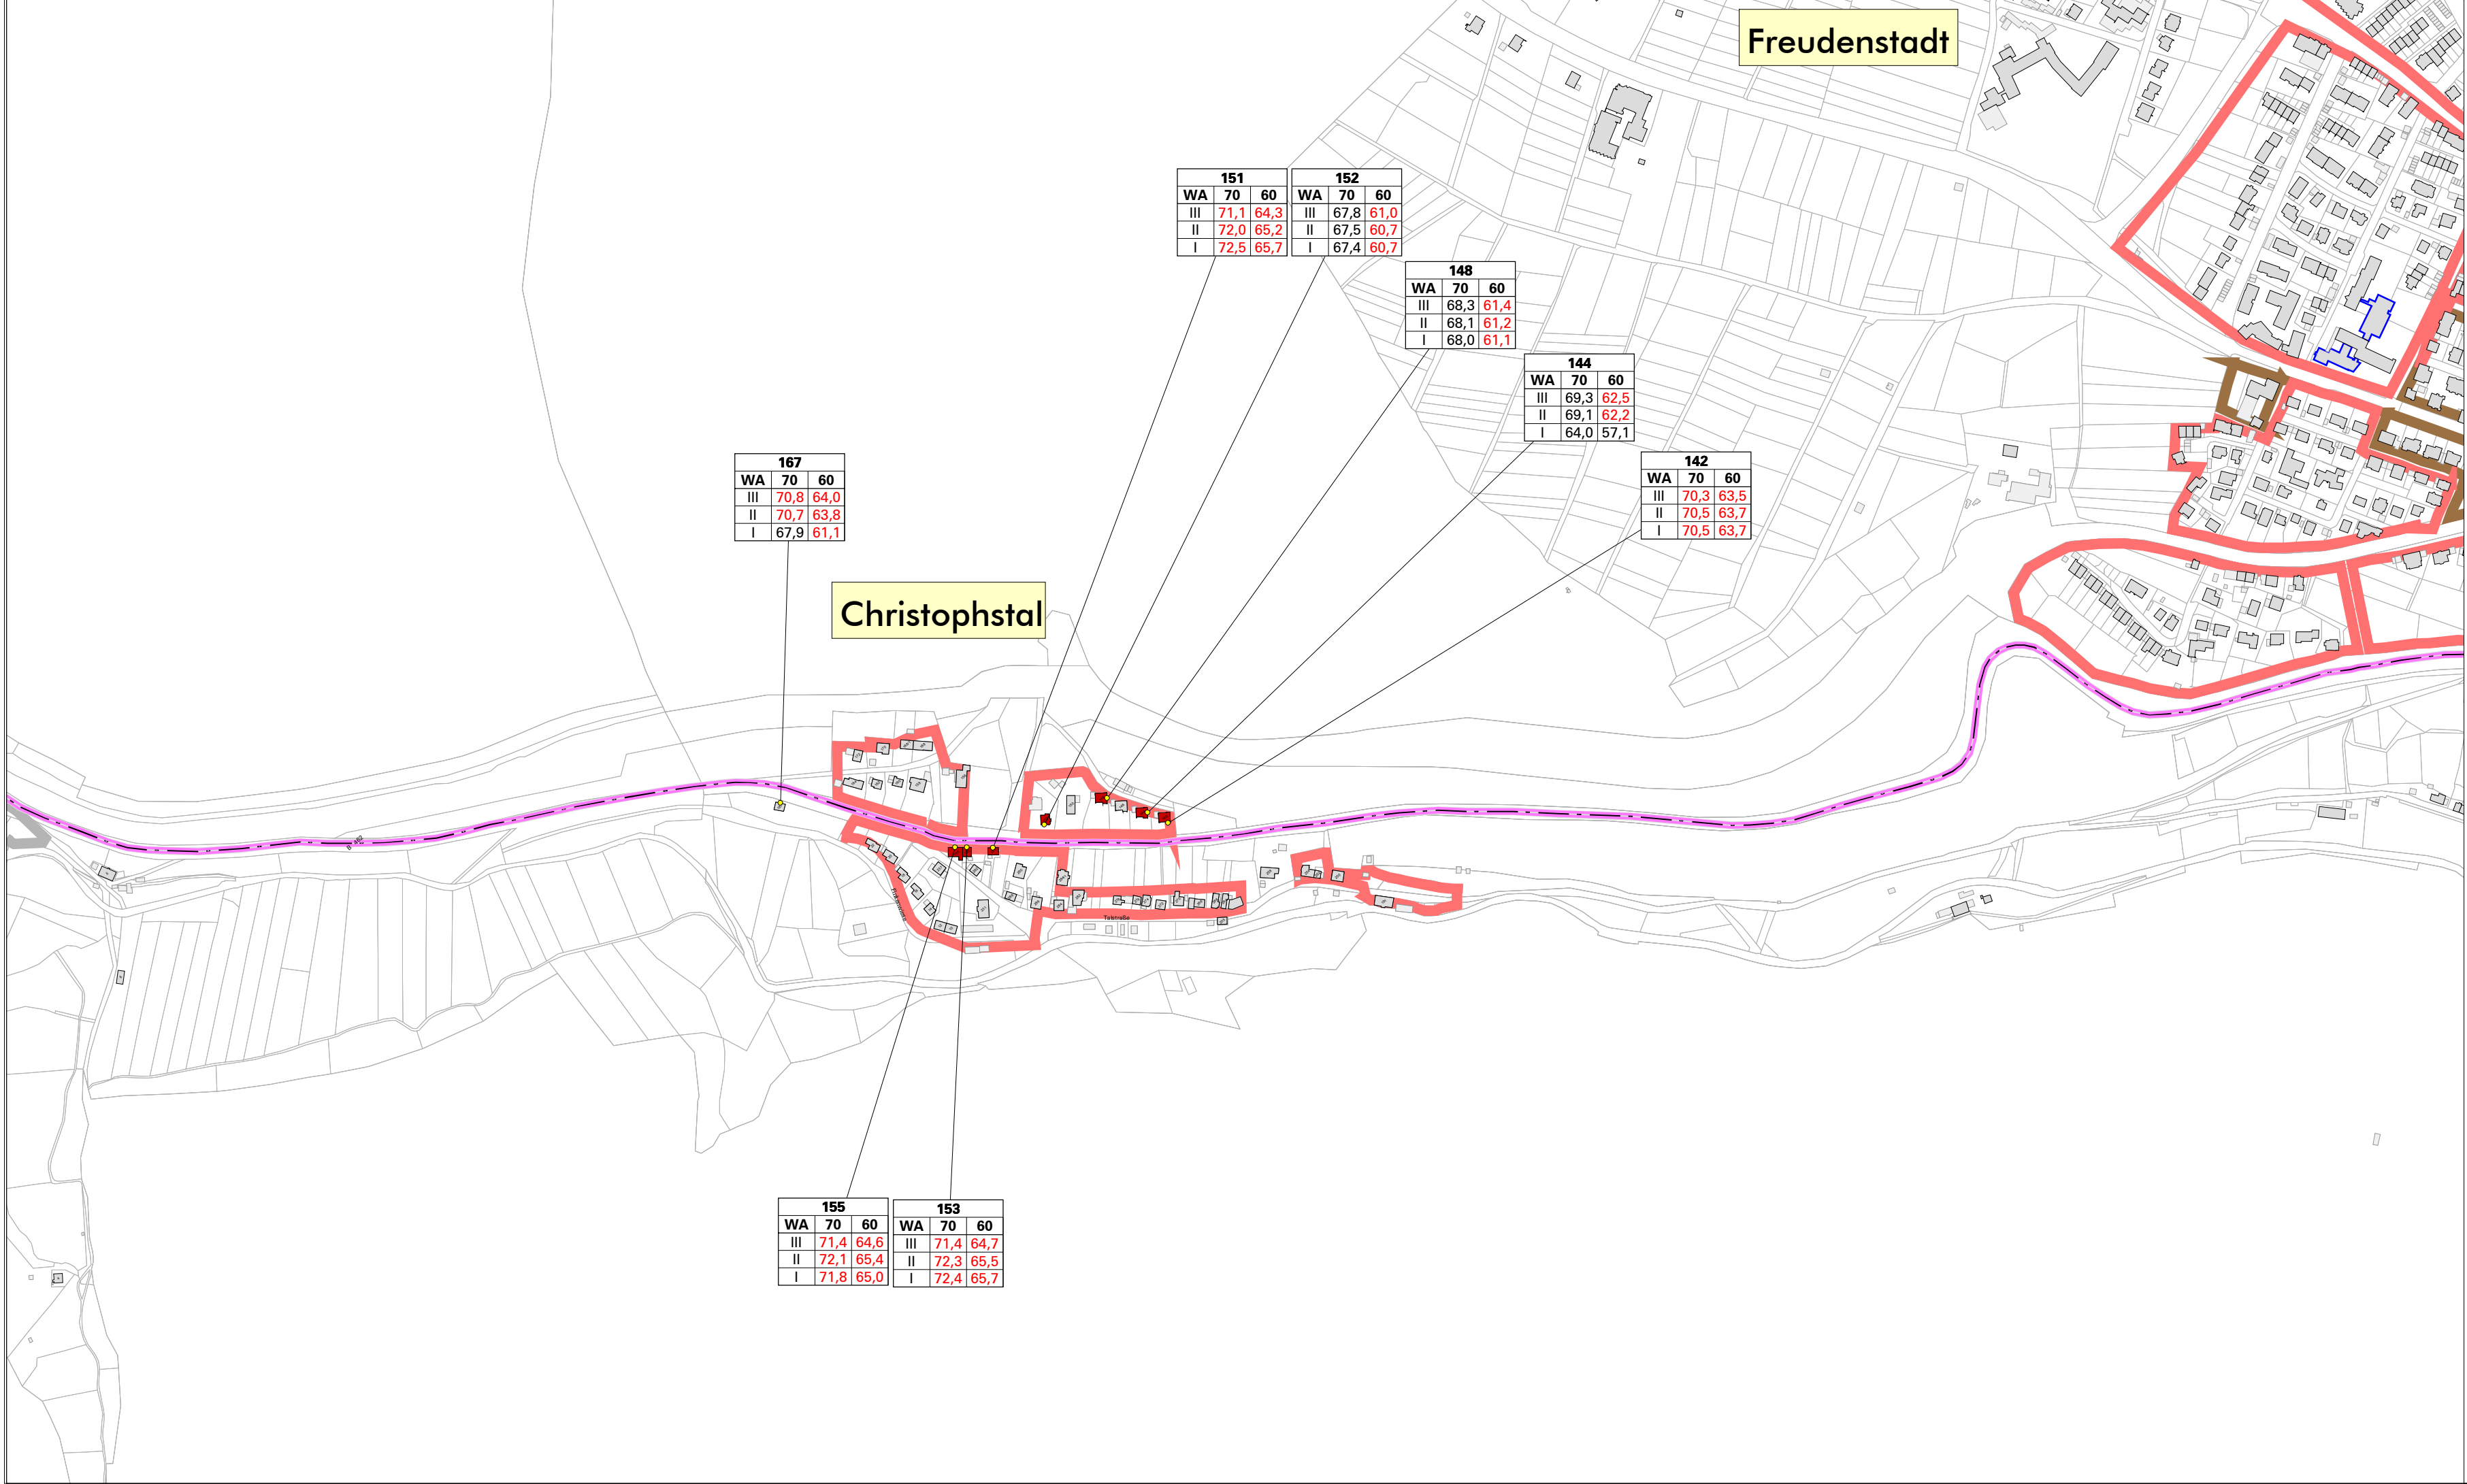 Freudenstadt
151
WA 70 60
III 71,1 64,3
II 72,0 65,2
I 72,5 65,7
152
WA 70 60
III 67,8 61,0
II 67,5 60,7
I 67,4 60,7
148
WA 70 60
III 68,3 61,4
II 68,1 61,2
I 68,0 61,1
144
WA 70 60
III 69,3 62,5
II 69,1 62,2
I 64,0 57,1
142
WA 70 60
III 70,3 63,5
II 70,5 63,7
I 70,5 63,7
167
WA 70 60
III 70,8 64,0
II 70,7 63,8
I 67,9 61,1
Christophstal
Talstraße
155
WA 70 60
III 71,4 64,6
II 72,1 65,4
I 71,8 65,0
153
WA 70 60
III 71,4 64,7
II 72,3 65,5
I 72,4 65,7